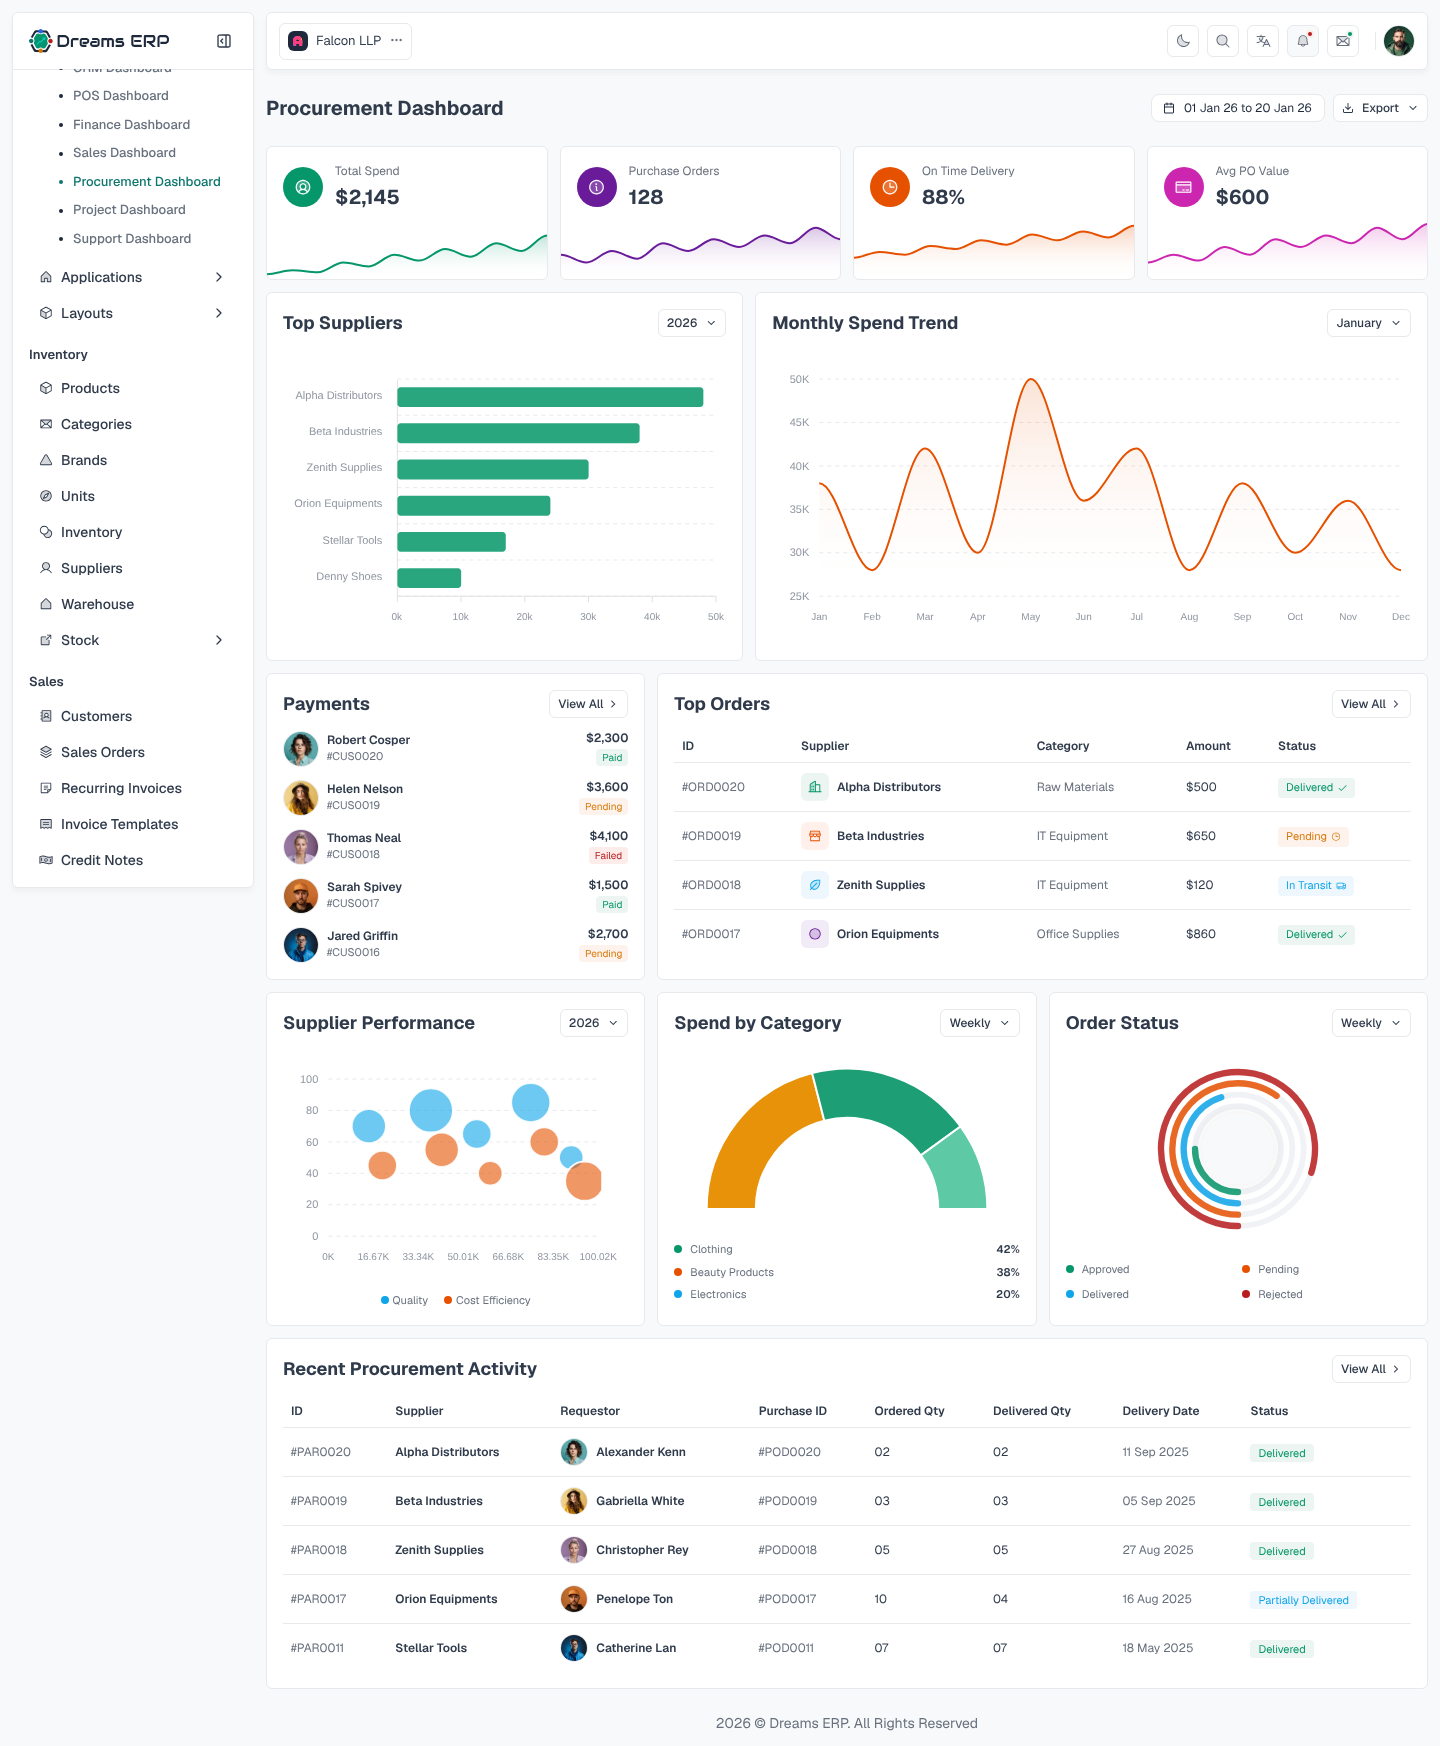 Dreams ERP
CRM Dashboard
POS Dashboard
Finance Dashboard
Sales Dashboard
Procurement Dashboard
Project Dashboard
Support Dashboard
Applications
Layouts
Inventory
Products
Categories
Brands
Units
Inventory
Suppliers
Warehouse
Stock
Sales
Customers
Sales Orders
Recurring Invoices
Invoice Templates
Credit Notes
Falcon LLP
Procurement Dashboard
01 Jan 26 to 20 Jan 26
Export
Total Spend
$2,145
Purchase Orders
128
On Time Delivery
88%
Avg PO Value
$600
Top Suppliers
2026
Alpha Distributors
Beta Industries
Zenith Supplies
Orion Equipments
Stellar Tools
Denny Shoes
0k 10k 20k 30k 40k 50k
Monthly Spend Trend
January
50K
45K
40K
35K
30K
25K
Jan Feb Mar Apr May Jun Jul Aug Sep Oct Nov Dec
Payments
View All
Robert Cosper $2,300
#CUS0020 Paid
Helen Nelson $3,600
#CUS0019 Pending
Thomas Neal $4,100
#CUS0018 Failed
Sarah Spivey $1,500
#CUS0017 Paid
Jared Griffin $2,700
#CUS0016 Pending
Top Orders
View All
ID Supplier Category Amount Status
#ORD0020 Alpha Distributors Raw Materials $500 Delivered
#ORD0019 Beta Industries IT Equipment $650 Pending
#ORD0018 Zenith Supplies IT Equipment $120 In Transit
#ORD0017 Orion Equipments Office Supplies $860 Delivered
Supplier Performance
2026
100
80
60
40
20
0
0K 16.67K 33.34K 50.01K 66.68K 83.35K 100.02K
Quality Cost Efficiency
Spend by Category
Weekly
Clothing 42%
Beauty Products 38%
Electronics 20%
Order Status
Weekly
Approved Pending
Delivered Rejected
Recent Procurement Activity
View All
ID Supplier Requestor Purchase ID Ordered Qty Delivered Qty Delivery Date Status
#PAR0020 Alpha Distributors Alexander Kenn #POD0020 02 02 11 Sep 2025 Delivered
#PAR0019 Beta Industries Gabriella White #POD0019 03 03 05 Sep 2025 Delivered
#PAR0018 Zenith Supplies Christopher Rey #POD0018 05 05 27 Aug 2025 Delivered
#PAR0017 Orion Equipments Penelope Ton #POD0017 10 04 16 Aug 2025 Partially Delivered
#PAR0011 Stellar Tools Catherine Lan #POD0011 07 07 18 May 2025 Delivered
2026 © Dreams ERP. All Rights Reserved